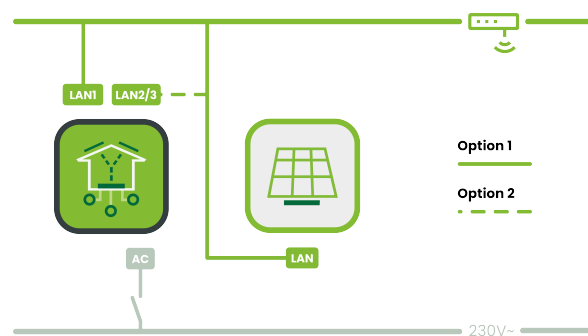 LAN1 LAN2/3
Option 1
Option 2
AC
LAN
230V~